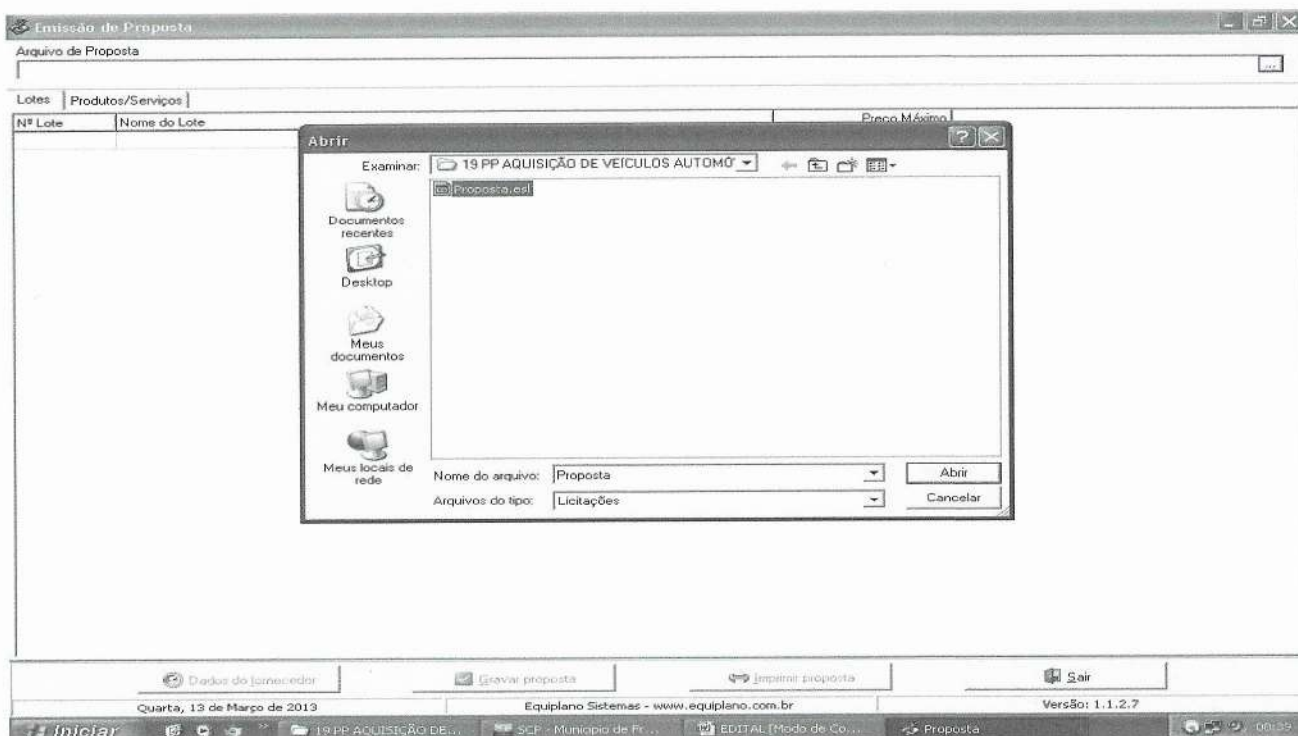 Emissão de Proposta
Arquivo de Proposta
...
Lotes Produtos/Serviços
Nº Lote Nome do Lote Preço Máximo
Abrir
Examinar: 19 PP AQUISIÇÃO DE VEÍCULOS AUTOMÓ
Proposta.esl
Documentos
recentes
Desktop
Meus
documentos
Meu computador
Meus locais de
rede
Nome do arquivo: Proposta Abrir
Arquivos do tipo: Licitações Cancelar
Dados do fornecedor Gravar proposta Imprimir proposta Sair
Quarta, 13 de Março de 2013 Equiplano Sistemas - www.equiplano.com.br Versão: 1.1.2.7
Iniciar 19 PP AQUISIÇÃO DE... SCP - Municipio de Fr... EDITAL [Modo de Co... Proposta 00:39